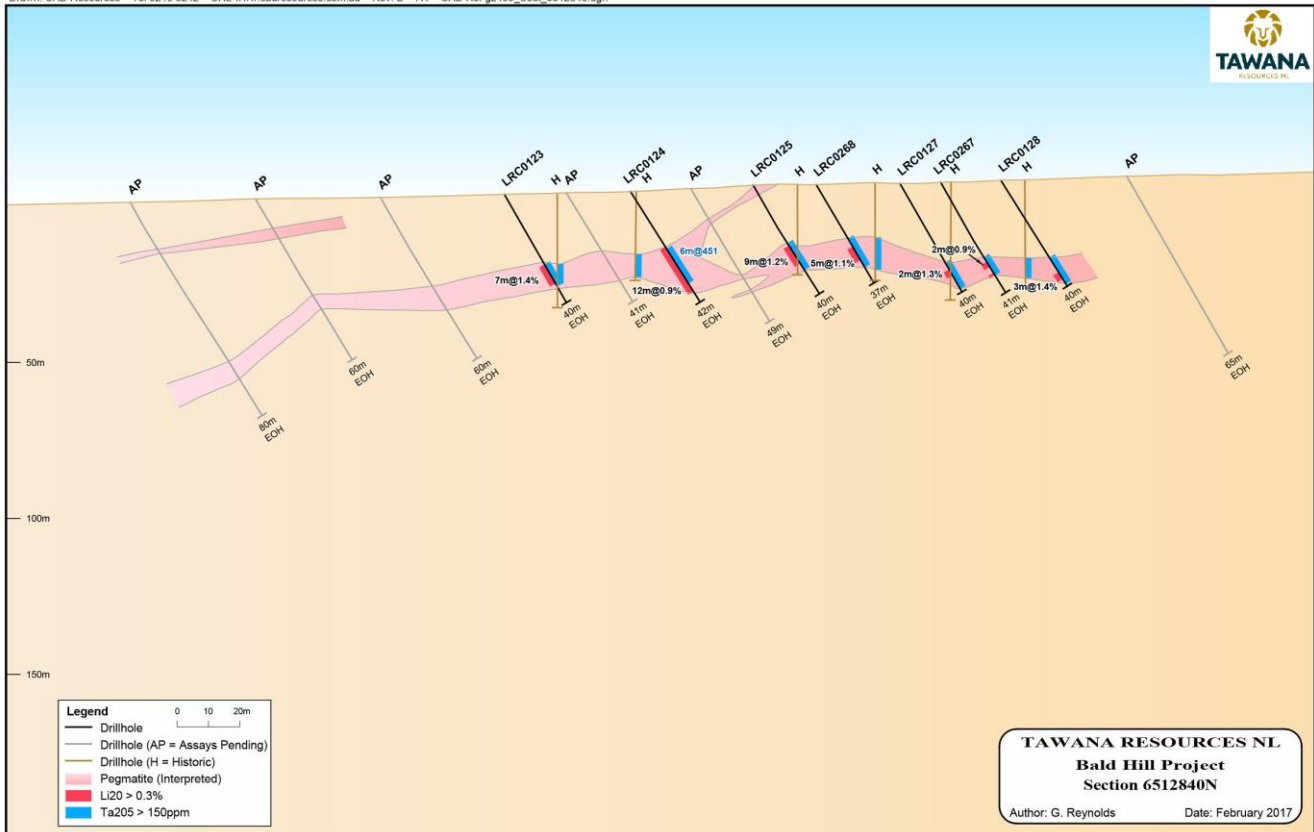 TAWANA
RESOURCES NL
AP
AP
AP
LRC0123
H
AP
LRC0124
H
AP
LRC0125
H
LRC0268
H
LRC0127
LRC0267
H
LRC0128
H
AP
6m@451
7m@1.4%
12m@0.9%
9m@1.2%
5m@1.1%
2m@0.9%
2m@1.3%
3m@1.4%
80m
EOH
60m
EOH
60m
EOH
40m
EOH
41m
EOH
42m
EOH
49m
EOH
40m
EOH
37m
EOH
40m
EOH
41m
EOH
40m
EOH
65m
EOH
50m
100m
150m
Legend
0 10 20m
Drillhole
Drillhole (AP = Assays Pending)
Drillhole (H = Historic)
Pegmatite (Interpreted)
Li20 > 0.3%
Ta205 > 150ppm
TAWANA RESOURCES NL
Bald Hill Project
Section 6512840N
Author: G. Reynolds Date: February 2017